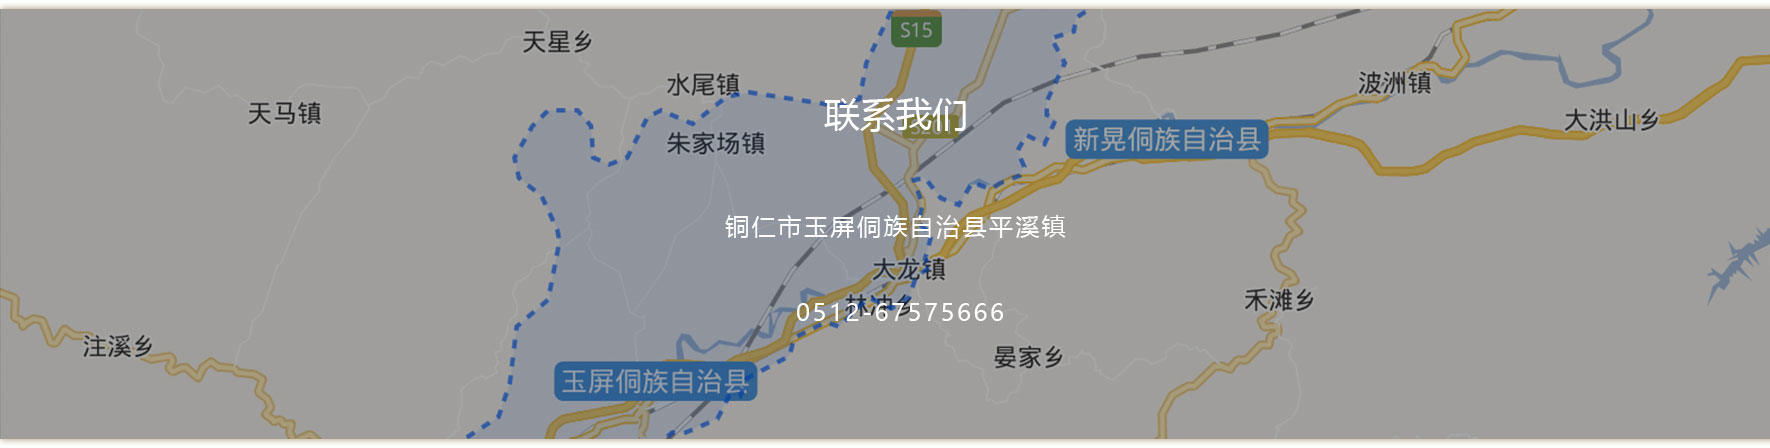 S15
天星乡
水尾镇
波洲镇
天马镇
联系我们
大洪山乡
新晃侗族自治县
朱家场镇
铜仁市玉屏侗族自治县平溪镇
大龙镇
禾滩乡
林冲乡
0512-67575666
注溪乡
晏家乡
玉屏侗族自治县